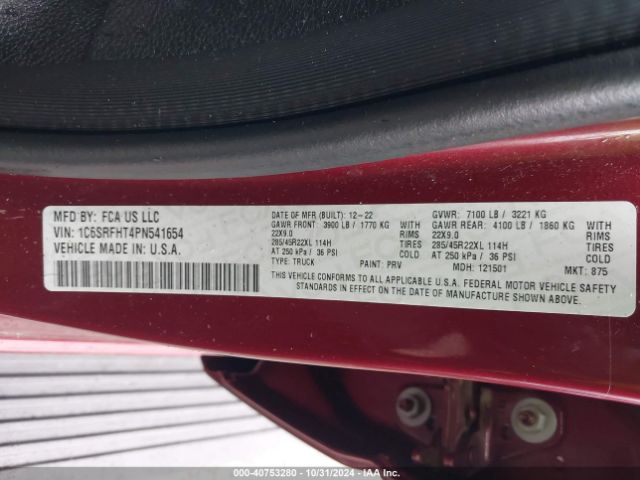 MFD BY: FCA US LLC
VIN: 1C6SRFHT4PN541654
VEHICLE MADE IN U.S.A.
DATE OF MFR (BUILT): 12-22 GVWR: 7100 LB / 3221 KG
GAWR FRONT: 3900 LB / 1770 KG WITH GAWR REAR: 4100 LB / 1860 KG WITH
22X9.0 RIMS 22X9.0 RIMS
285/45R22XL 114H TIRES 285/45R22XL 114H TIRES
AT 250 kPa / 36 PSI COLD AT 250 kPa / 36 PSI COLD
TYPE: TRUCK PAINT: PRV MDH: 121501 MKT: 875
THIS VEHICLE CONFORMS TO ALL APPLICABLE U.S.A. FEDERAL MOTOR VEHICLE SAFETY
STANDARDS IN EFFECT ON THE DATE OF MANUFACTURE SHOWN ABOVE.
000-40753280 - 10/31/2024 - COPART.COM